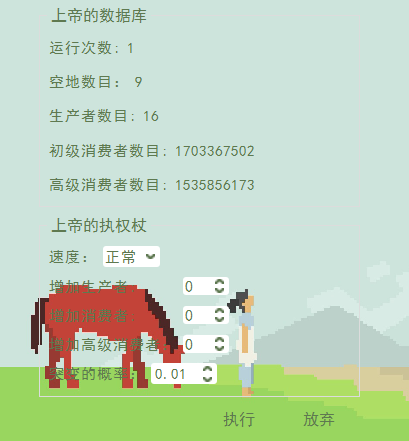 上帝的数据库
运行次数:1
空地数目: 9
生产者数目:16
初级消费者数目:1703367502
高级消费者数目:1535856173
上帝的执权杖
速度: 正常
增加生产者: 0
增加消费者: 0
增加高级消费者: 0
突变的概率: 0.01
执行 放弃